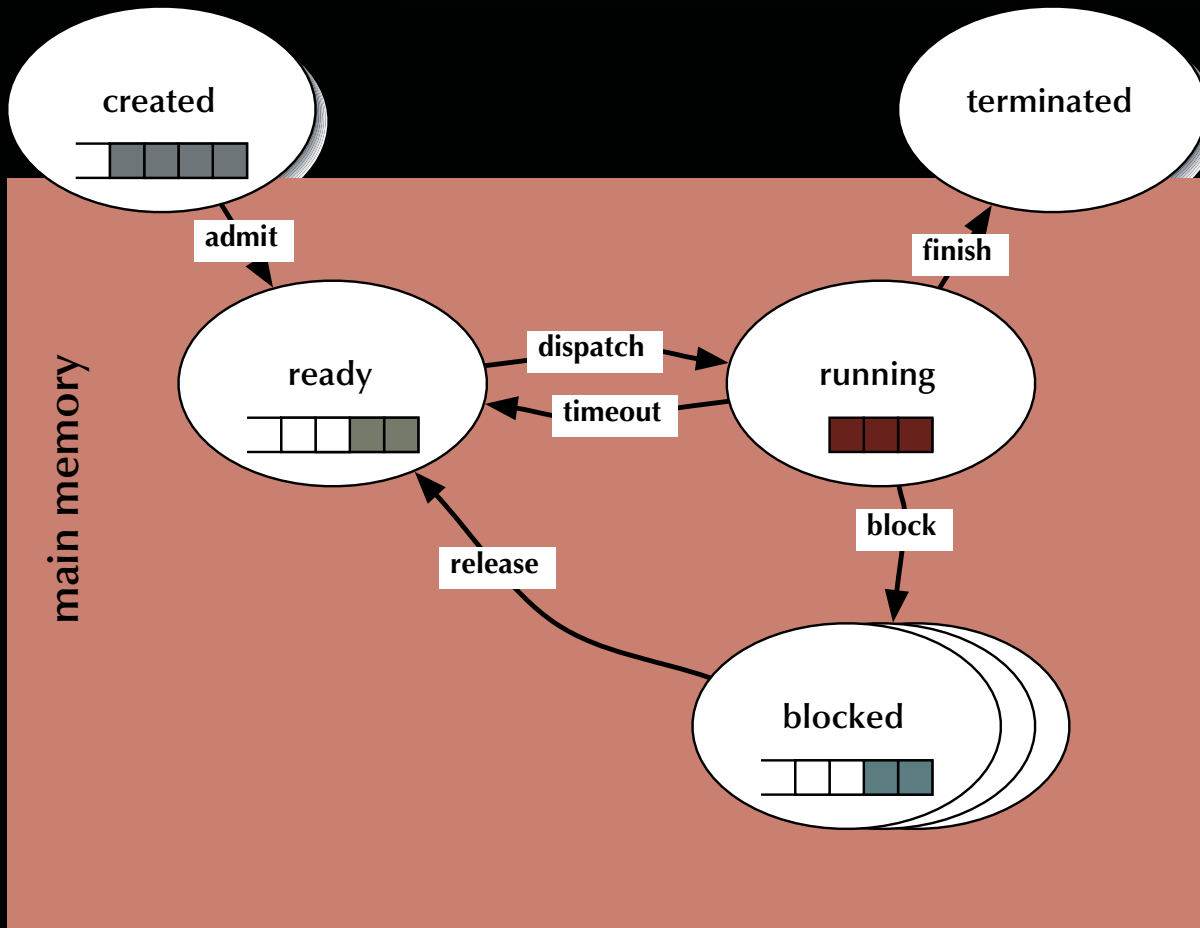 created
terminated
admit
finish
dispatch
ready
running
timeout
main memory
block
release
blocked